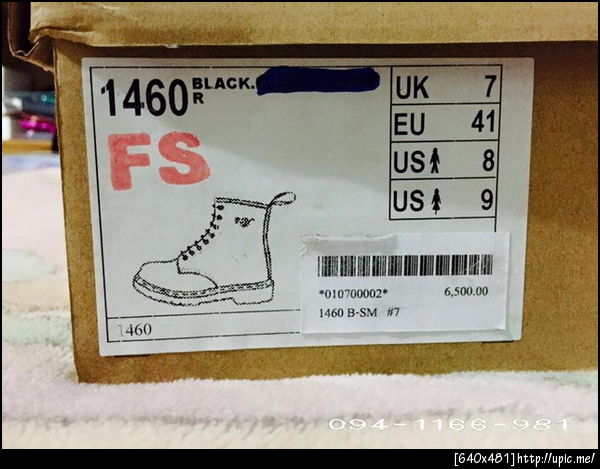 1460 BLACK.
R
FS
UK 7
EU 41
US 8
US 9
*010700002* 6,500.00
1460 B-SM #7
1460
094-1166-981
[640x481]http://upic.me/